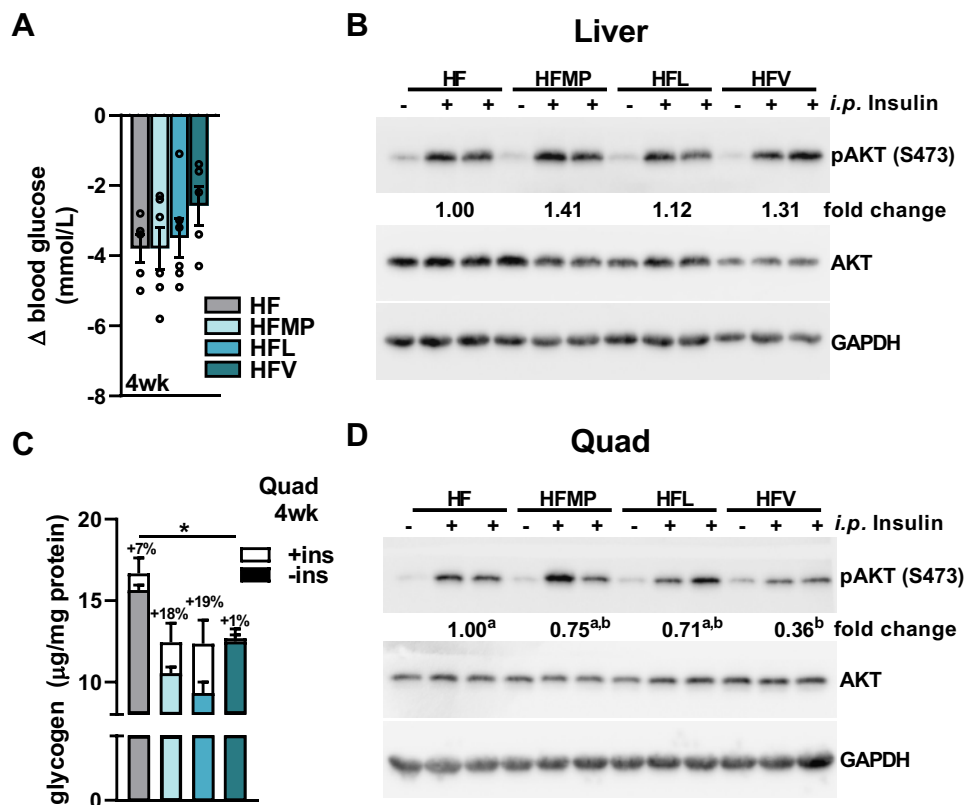 A
0
-2
-4
-6
-8
Δ blood glucose
(mmol/L)
HF
HFMP
HFL
HFV
4wk
B
Liver
HF HFMP HFL HFV
- + + - + + - + + - + + i.p. Insulin
pAKT (S473)
1.00 1.41 1.12 1.31 fold change
AKT
GAPDH
C
Quad
4wk
20
15
10
0
glycogen (µg/mg protein)
*
+ins
-ins
+7%
+18%
+19%
+1%
D
Quad
HF HFMP HFL HFV
- + + - + + - + + - + + i.p. Insulin
pAKT (S473)
1.00a 0.75a,b 0.71a,b 0.36b fold change
AKT
GAPDH